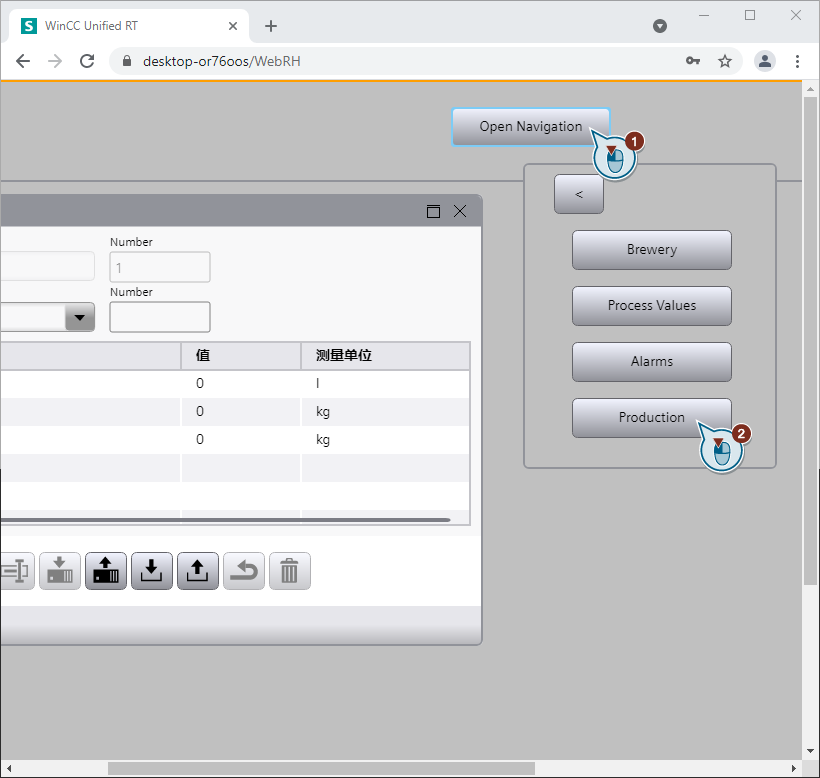 S WinCC Unified RT
desktop-or76oos/WebRH
Open Navigation
1
<
Number
1
Number
Brewery
Process Values
Alarms
Production
2
值 测量单位
0 l
0 kg
0 kg